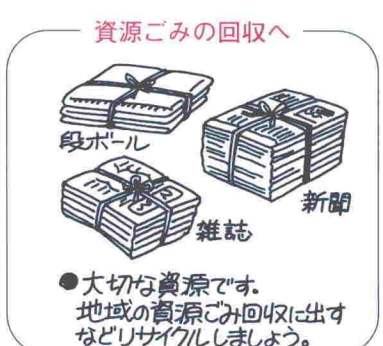 資源ごみの回収へ
段ボール
新聞
雑誌
●大切な資源です.
地域の資源ごみ回収に出す
などリサイクルしましょう。